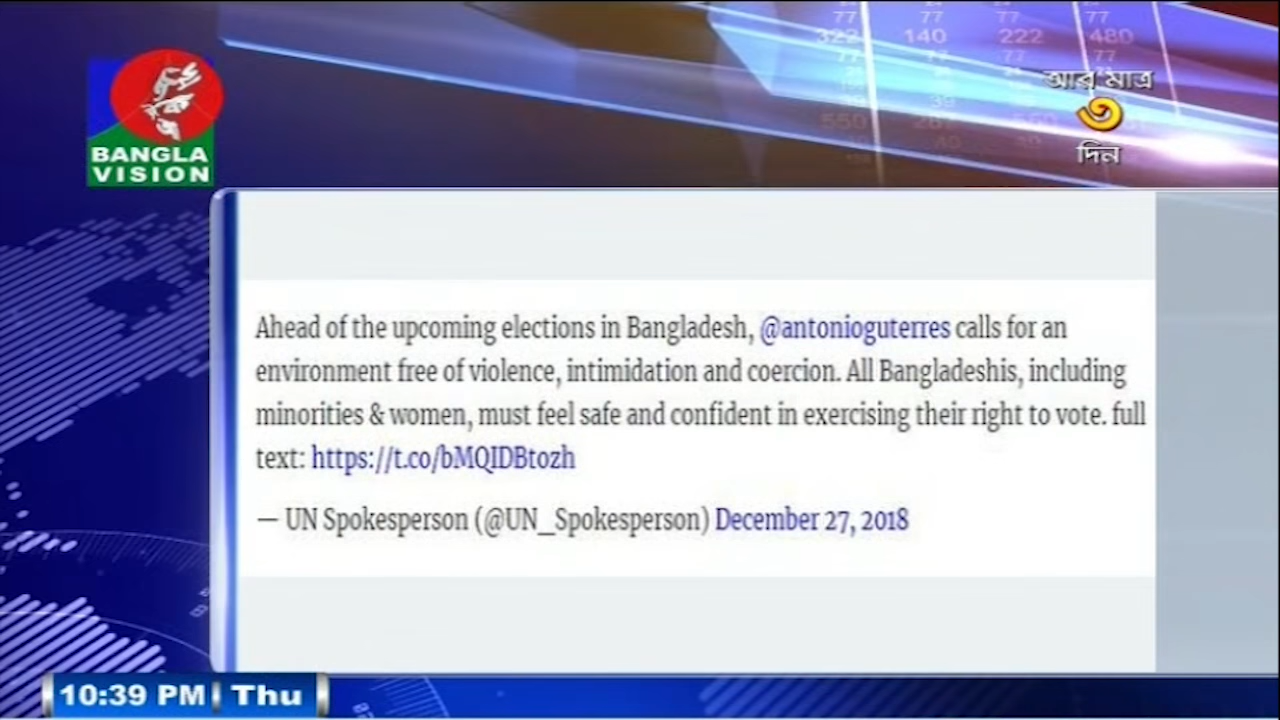 BANGLA
VISION
আর মাত্র
৩
দিন
Ahead of the upcoming elections in Bangladesh, @antonioguterres calls for an
environment free of violence, intimidation and coercion. All Bangladeshis, including
minorities & women, must feel safe and confident in exercising their right to vote. full
text: https://t.co/bMQIDBtozh
— UN Spokesperson (@UN_Spokesperson) December 27, 2018
10:39 PM Thu